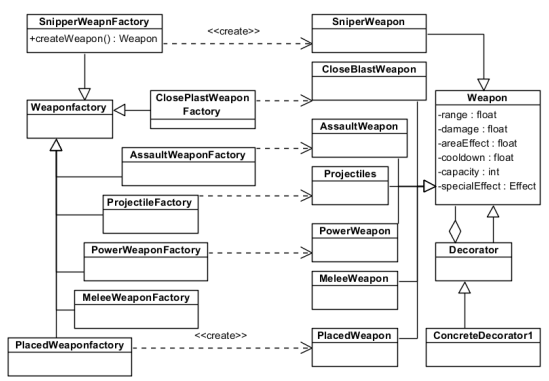 SnipperWeapnFactory
+createWeapon() : Weapon
<<create>>
SniperWeapon
CloseBlastWeapon
Weapon
-range : float
-damage : float
-areaEffect : float
-cooldown : float
-capacity : int
-specialEffect : Effect
Weaponfactory
ClosePlastWeapon
Factory
AssaultWeapon
AssaultWeaponFactory
Projectiles
ProjectileFactory
PowerWeapon
PowerWeaponFactory
Decorator
MeleeWeapon
MeleeWeaponFactory
<<create>>
PlacedWeapon
PlacedWeaponfactory
ConcreteDecorator1